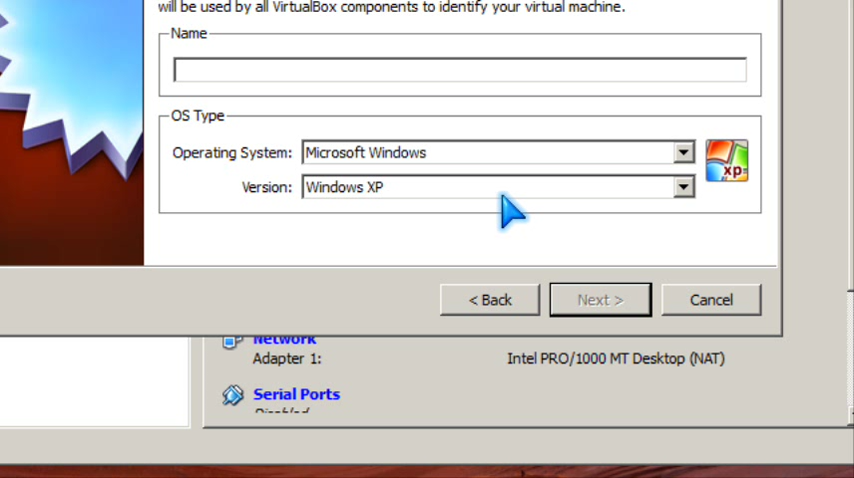 will be used by all VirtualBox components to identify your virtual machine.
Name
OS Type
Operating System: Microsoft Windows
xp
Version: Windows XP
< Back Next > Cancel
Network
Adapter 1: Intel PRO/1000 MT Desktop (NAT)
Serial Ports
Disabled